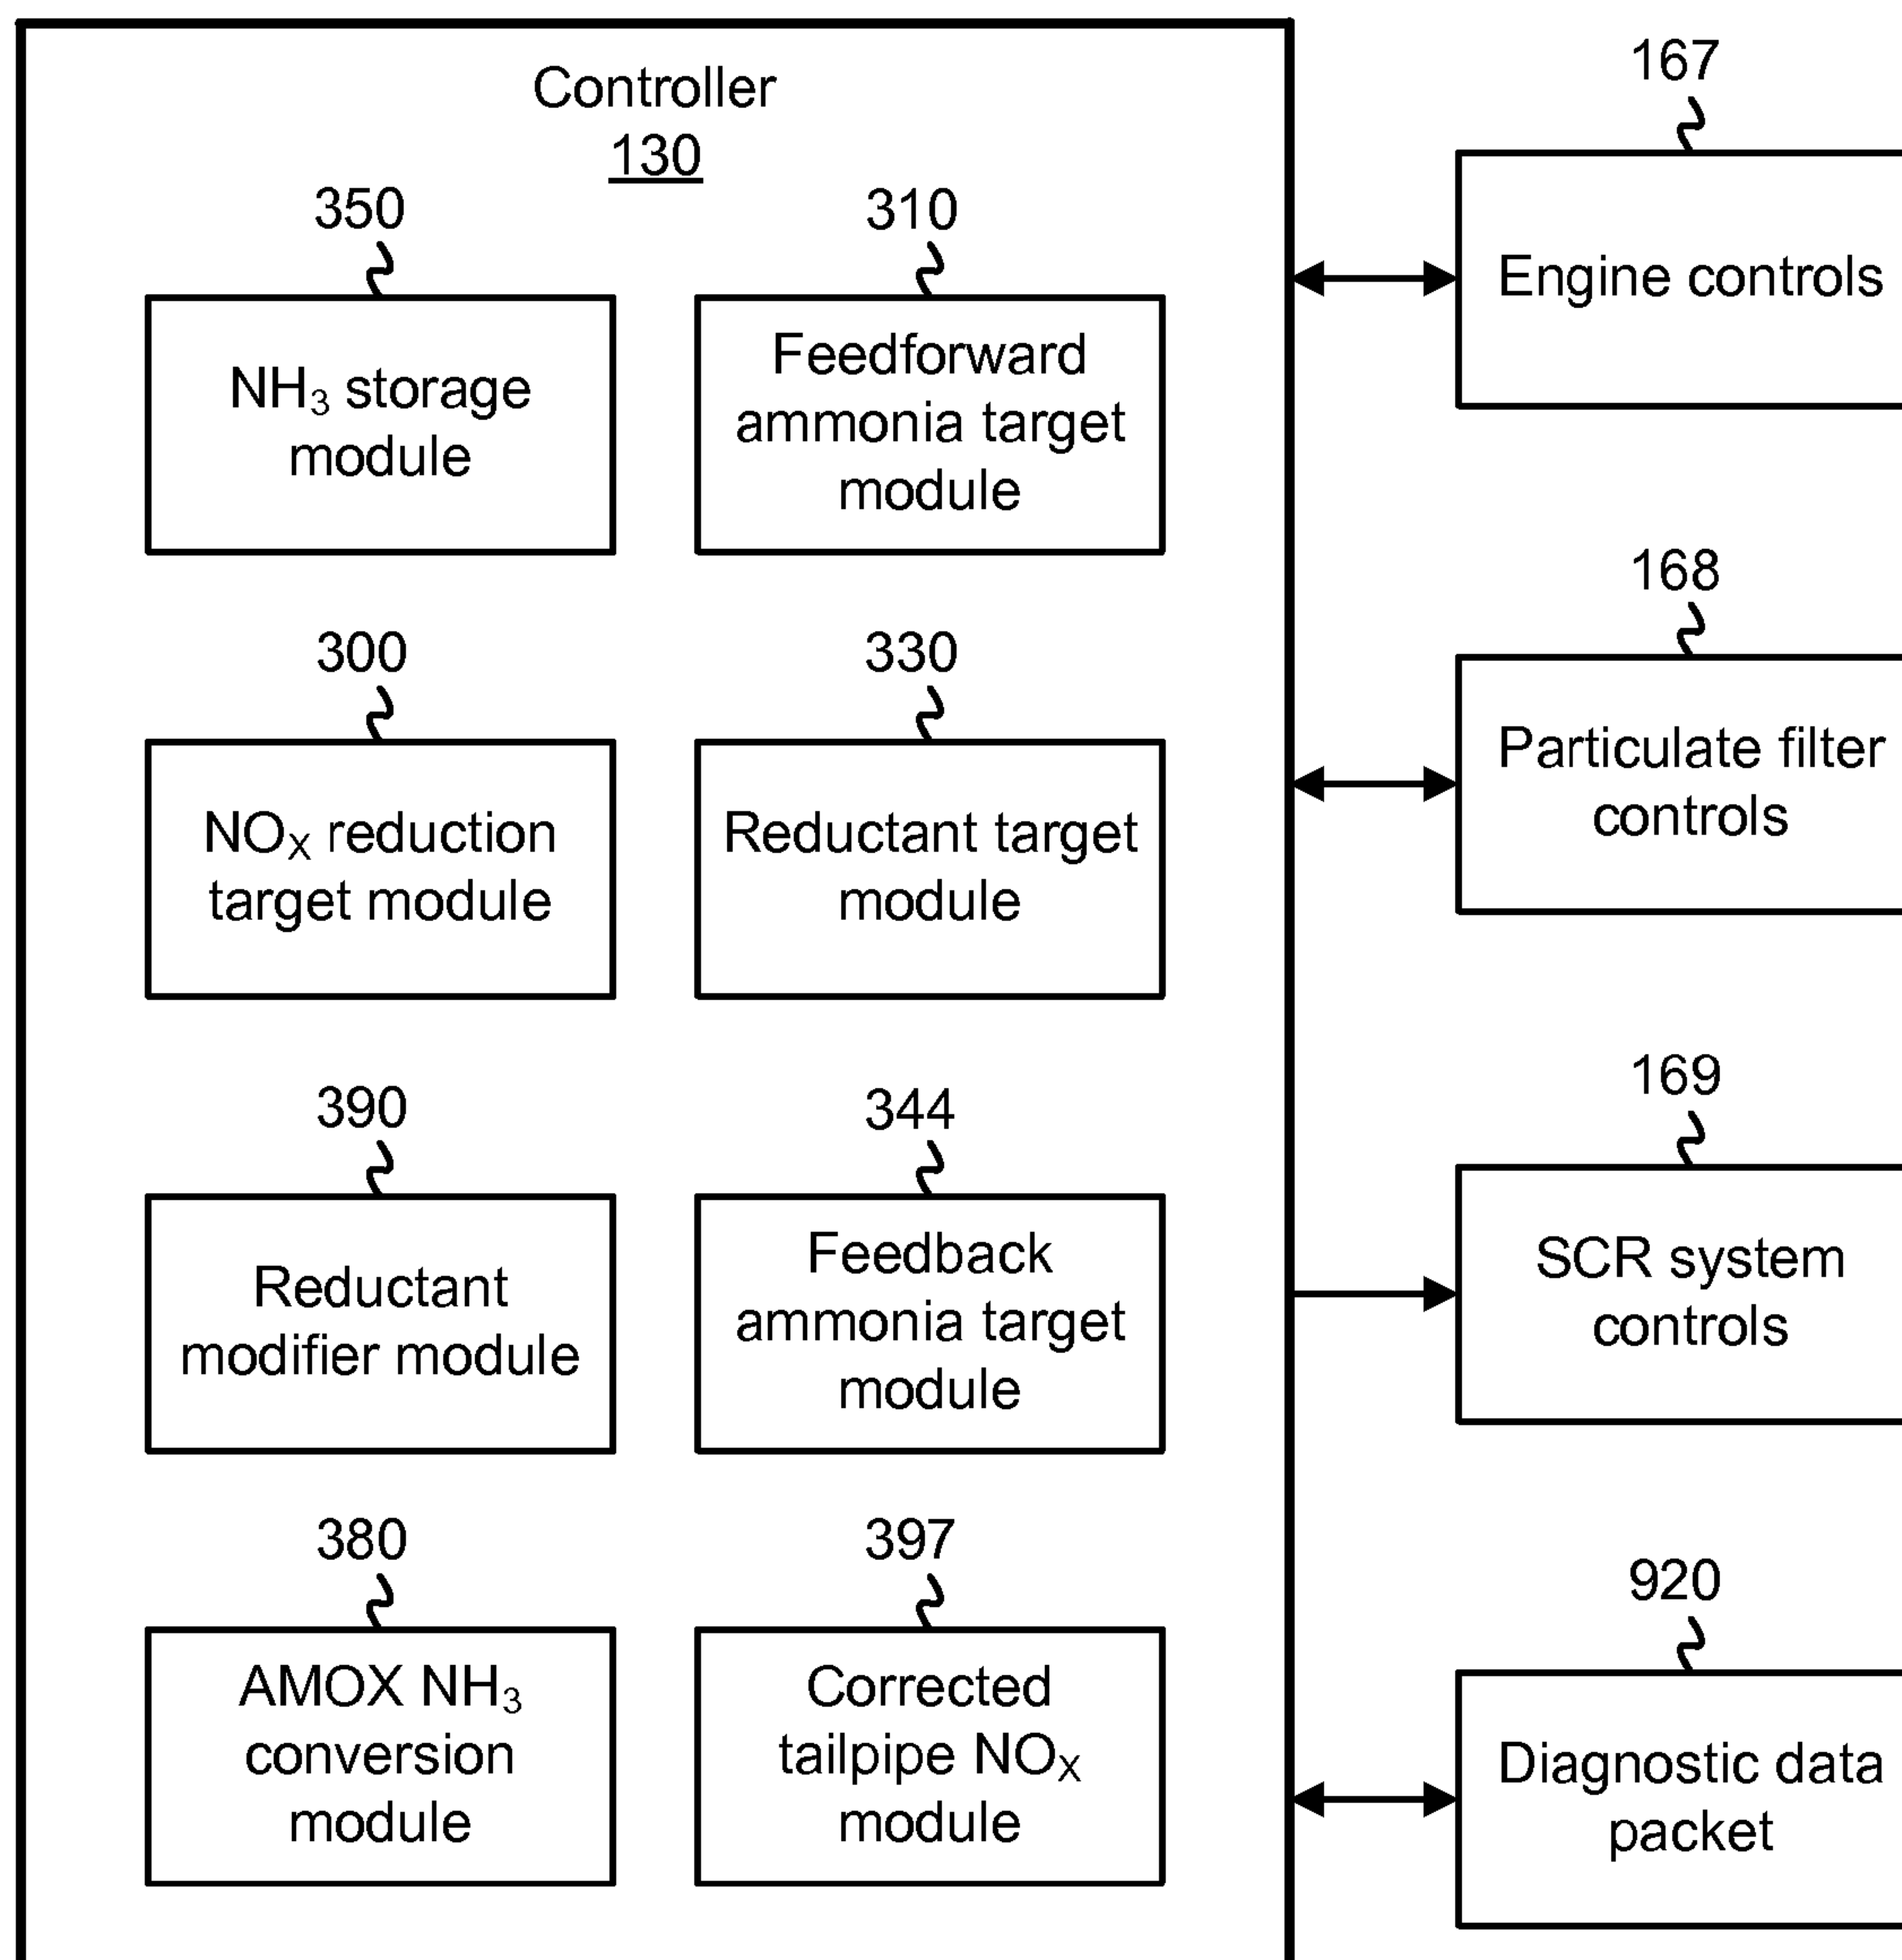 Controller
130
350
NH₃ storage
module
310
Feedforward
ammonia target
module
300
NOₓ reduction
target module
330
Reductant target
module
390
Reductant
modifier module
344
Feedback
ammonia target
module
380
AMOX NH₃
conversion
module
397
Corrected
tailpipe NOₓ
module
167
Engine controls
168
Particulate filter
controls
169
SCR system
controls
920
Diagnostic data
packet